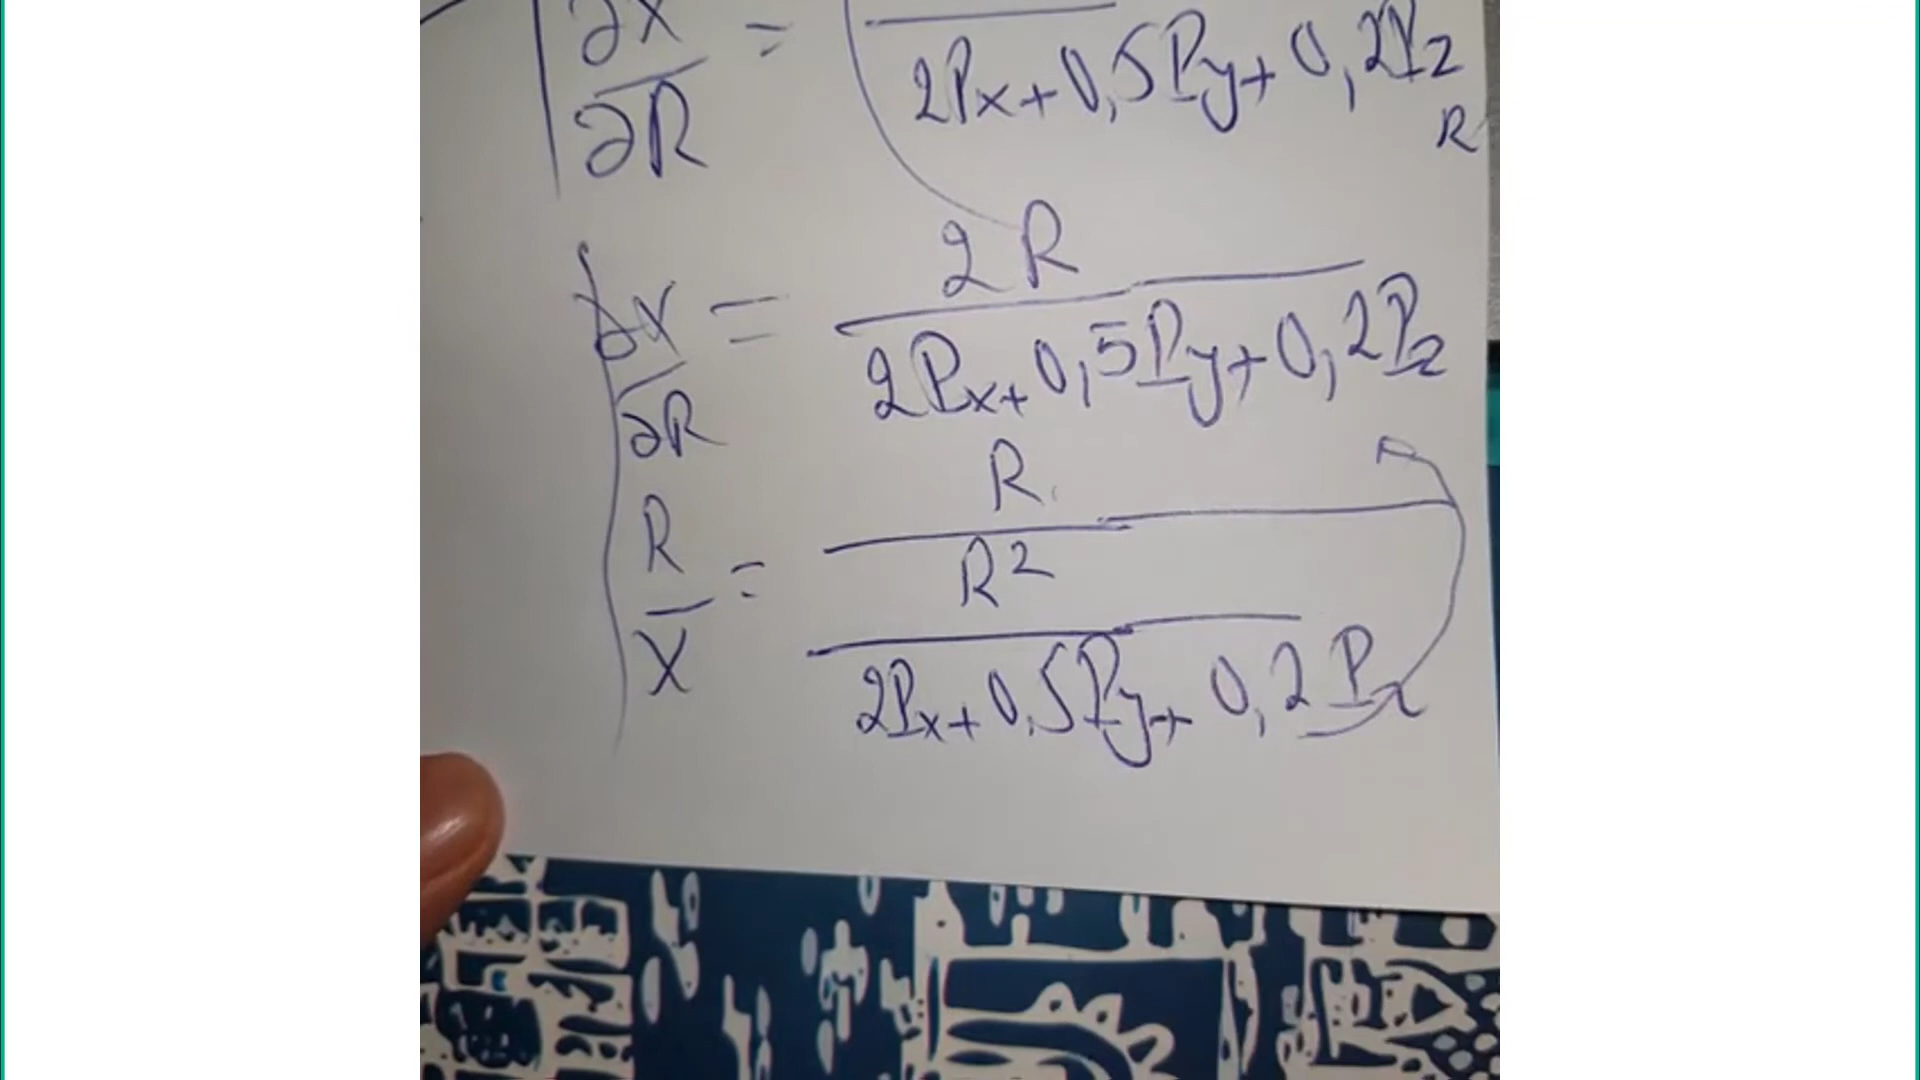 ∂X
=
∂R
2Px+0,5Py+0,2Pz
R
2R
∂X
=
2Px+0,5Py+0,2Pz
∂R
R
R
=
R²
X
2Px+0,5Py+0,2Pz